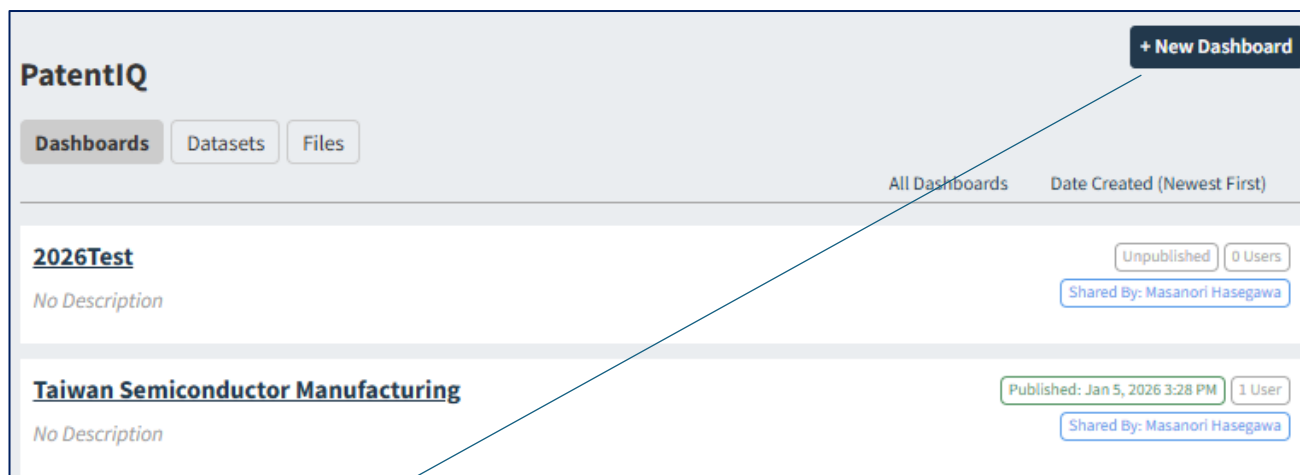 + New Dashboard
PatentIQ
Dashboards Datasets Files
All Dashboards Date Created (Newest First)
2026Test
Unpublished 0 Users
No Description
Shared By: Masanori Hasegawa
Taiwan Semiconductor Manufacturing
Published: Jan 5, 2026 3:28 PM 1 User
No Description
Shared By: Masanori Hasegawa